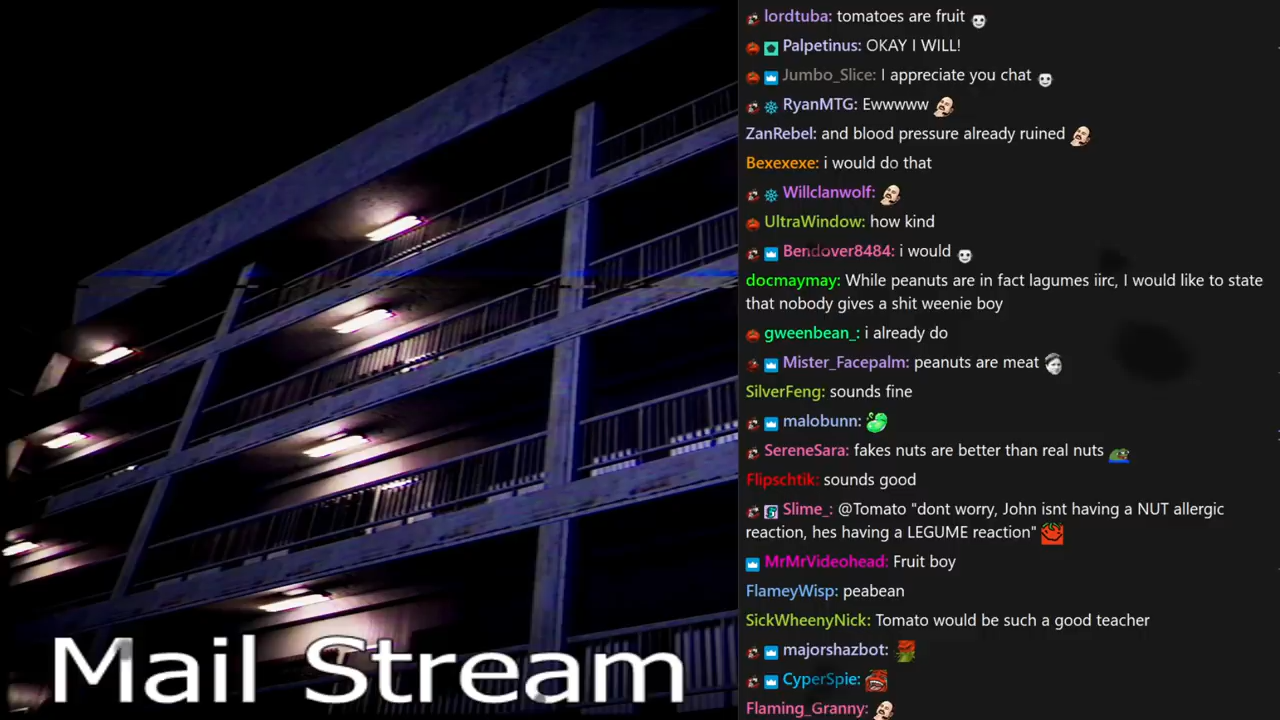 lordtuba: tomatoes are fruit
Palpetinus: OKAY I WILL!
Jumbo_Slice: I appreciate you chat
RyanMTG: Ewwwww
ZanRebel: and blood pressure already ruined
Bexexexe: i would do that
Willclanwolf:
UltraWindow: how kind
Bendover8484: i would
docmaymay: While peanuts are in fact lagumes iirc, I would like to state
that nobody gives a shit weenie boy
gweenbean_: i already do
Mister_Facepalm: peanuts are meat
SilverFeng: sounds fine
malobunn:
SereneSara: fakes nuts are better than real nuts
Flipschtik: sounds good
Slime_: @Tomato "dont worry, John isnt having a NUT allergic
reaction, hes having a LEGUME reaction"
MrMrVideohead: Fruit boy
FlameyWisp: peabean
SickWheenyNick: Tomato would be such a good teacher
majorshazbot:
CyperSpie:
Flaming_Granny:
Mail Stream